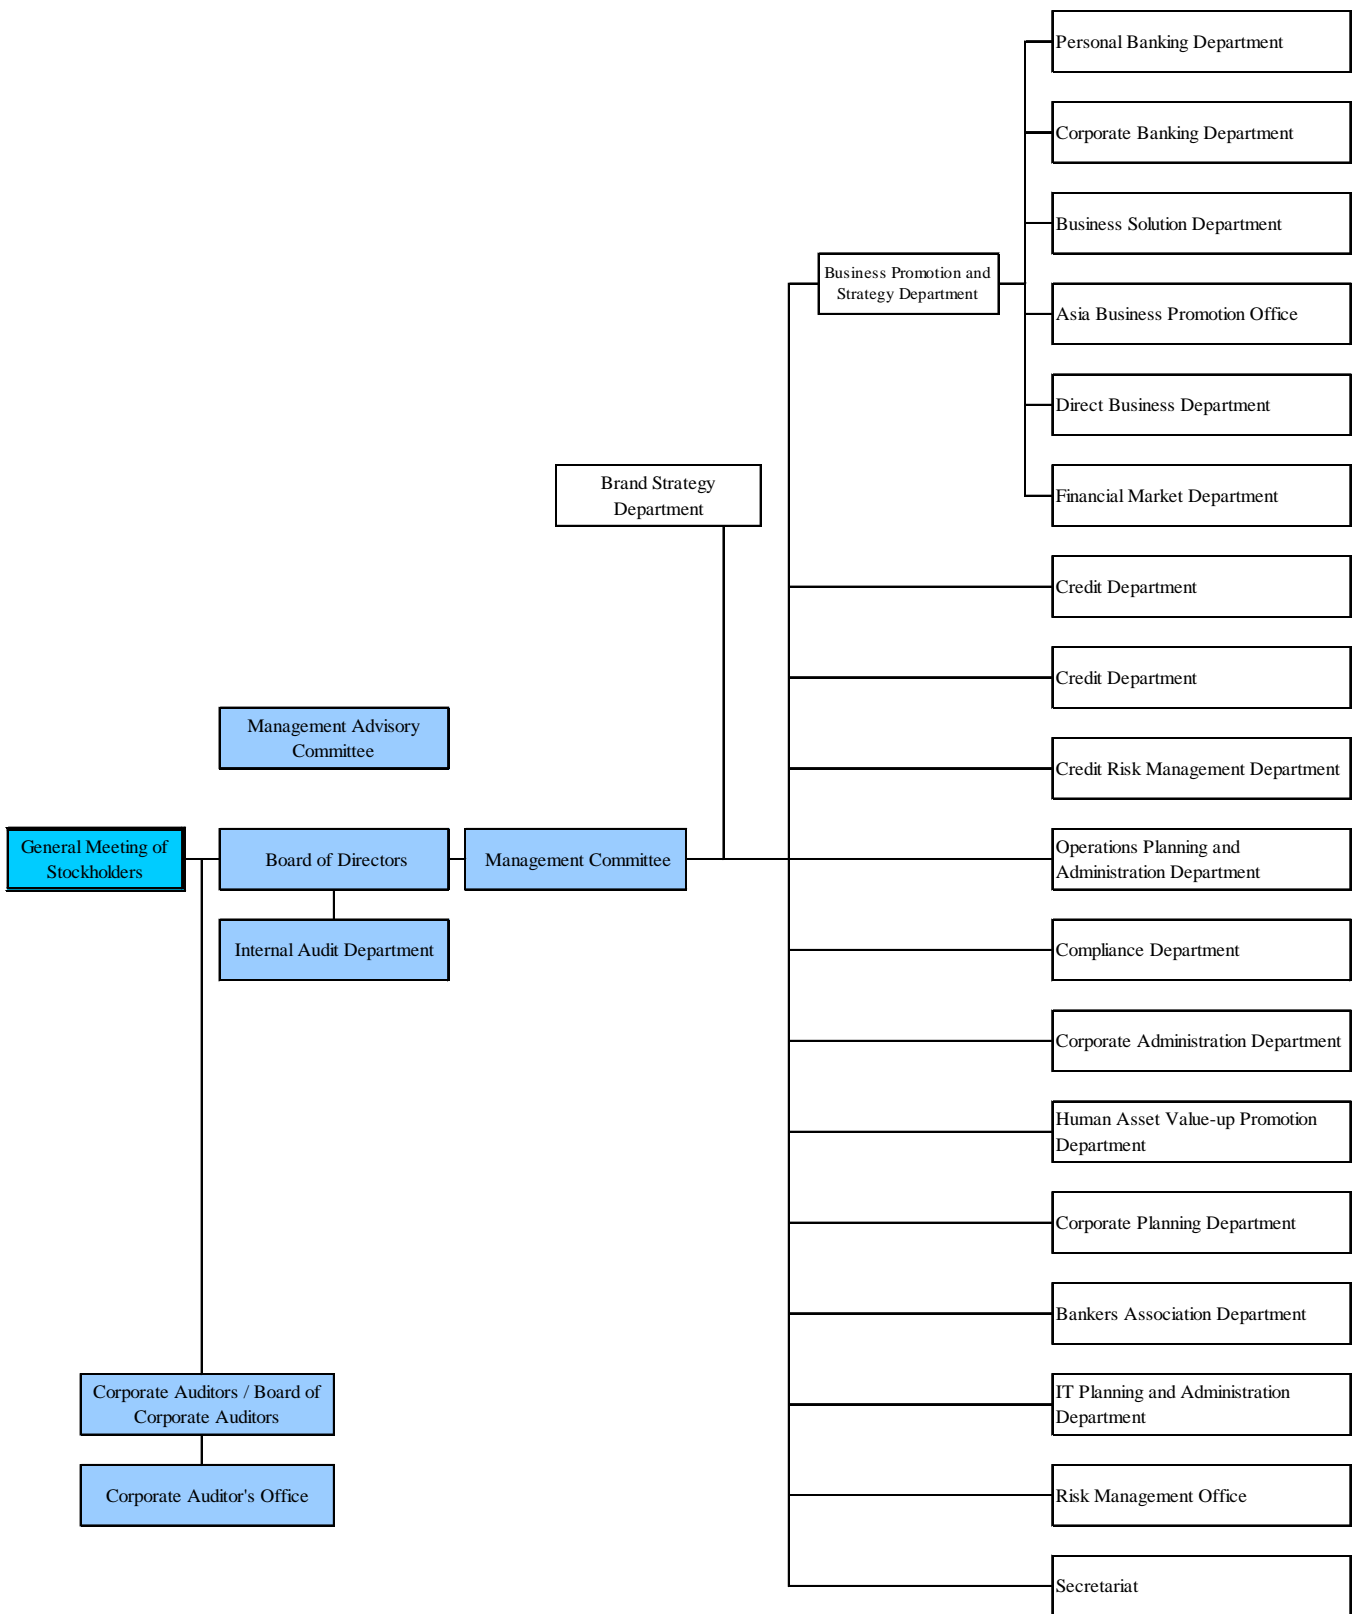 Personal Banking Department
Corporate Banking Department
Business Solution Department
Business Promotion and
Strategy Department
Asia Business Promotion Office
Direct Business Department
Brand Strategy
Department
Financial Market Department
Credit Department
Credit Department
Management Advisory
Committee
Credit Risk Management Department
General Meeting of
Stockholders
Board of Directors
Management Committee
Operations Planning and
Administration Department
Internal Audit Department
Compliance Department
Corporate Administration Department
Human Asset Value-up Promotion
Department
Corporate Planning Department
Bankers Association Department
Corporate Auditors / Board of
Corporate Auditors
IT Planning and Administration
Department
Corporate Auditor's Office
Risk Management Office
Secretariat